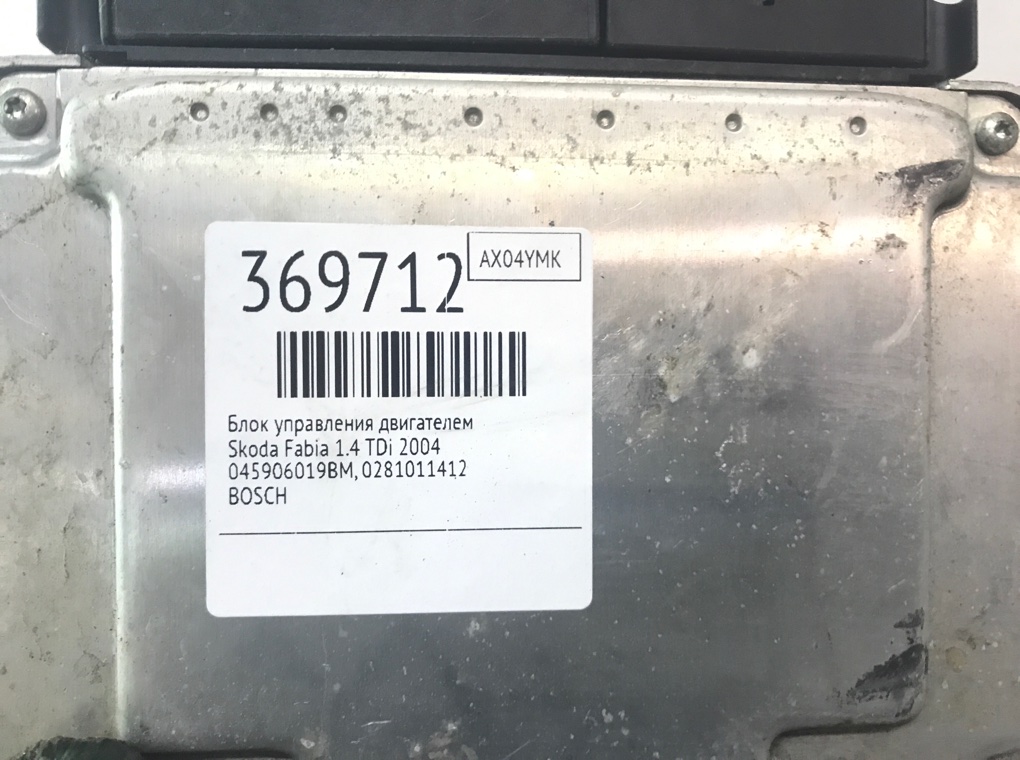 369712
AX04YMK
Блок управления двигателем
Skoda Fabia 1.4 TDi 2004
045906019BM, 0281011412
BOSCH